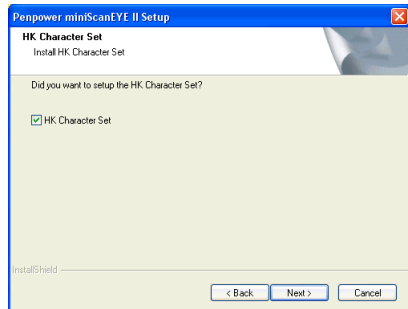 Penpower miniScanEYE II Setup
HK Character Set
Install HK Character Set
Did you want to setup the HK Character Set?
HK Character Set
InstallShield
< Back Next > Cancel